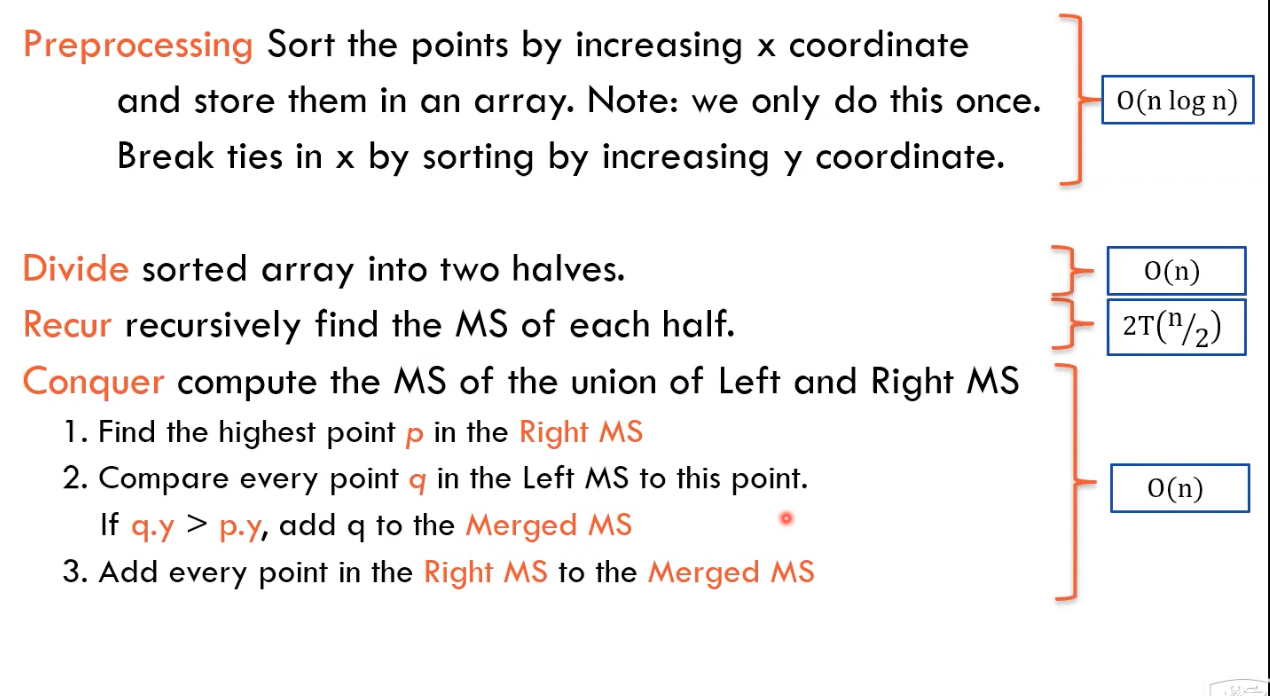 Preprocessing Sort the points by increasing x coordinate
and store them in an array. Note: we only do this once.
O(n log n)
Break ties in x by sorting by increasing y coordinate.
Divide sorted array into two halves.
O(n)
Recur recursively find the MS of each half.
2T(n/2)
Conquer compute the MS of the union of Left and Right MS
1. Find the highest point p in the Right MS
2. Compare every point q in the Left MS to this point.
O(n)
If q.y > p.y, add q to the Merged MS
3. Add every point in the Right MS to the Merged MS